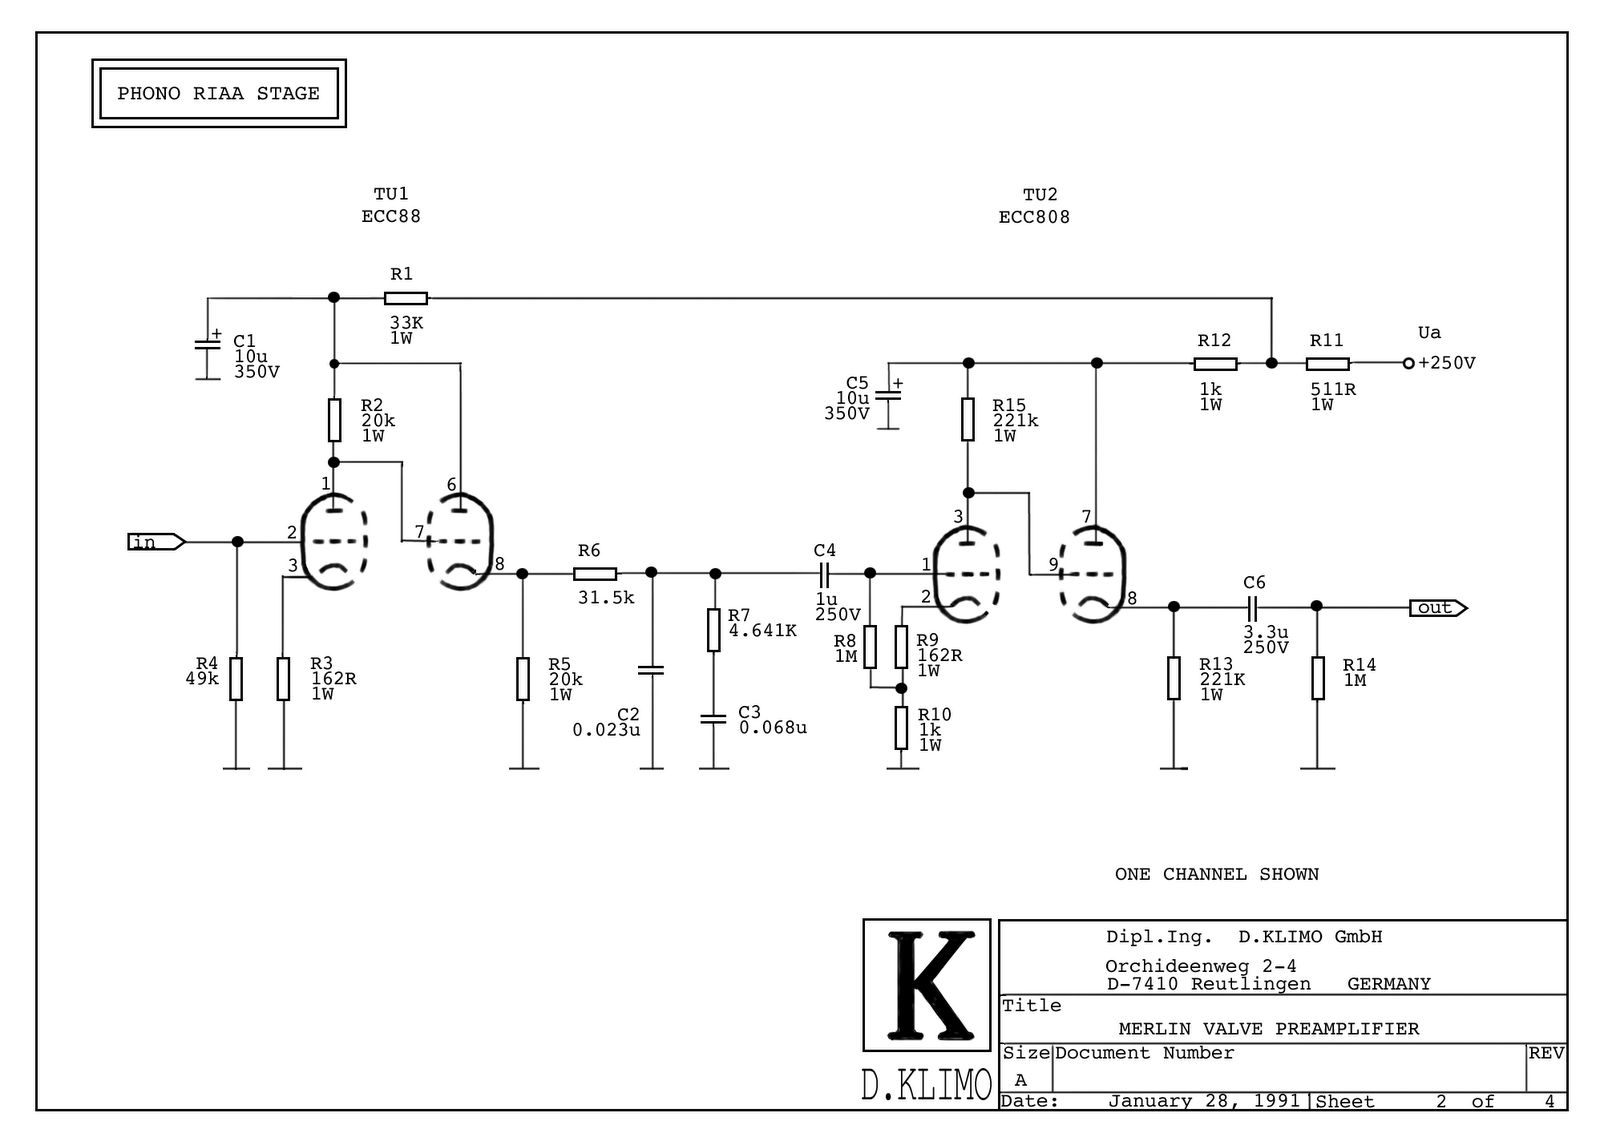 PHONO RIAA STAGE
TU1
ECC88
TU2
ECC808
R1
33K
1W
+
C1
10u
350V
R12
1k
1W
R11
511R
1W
Ua
+250V
C5
+
10u
350V
R2
20k
1W
R15
221k
1W
1
6
2
7
3
8
in
R6
31.5k
C4
1u
250V
3
7
1
9
2
8
C6
3.3u
250V
out
R4
49k
R3
162R
1W
R5
20k
1W
R7
4.641K
C2
0.023u
C3
0.068u
R8
1M
R9
162R
1W
R10
1k
1W
R13
221K
1W
R14
1M
ONE CHANNEL SHOWN
K
D.KLIMO
Dipl.Ing. D.KLIMO GmbH
Orchideenweg 2-4
D-7410 Reutlingen GERMANY
Title
MERLIN VALVE PREAMPLIFIER
Size Document Number REV
A
Date: January 28, 1991 Sheet 2 of 4